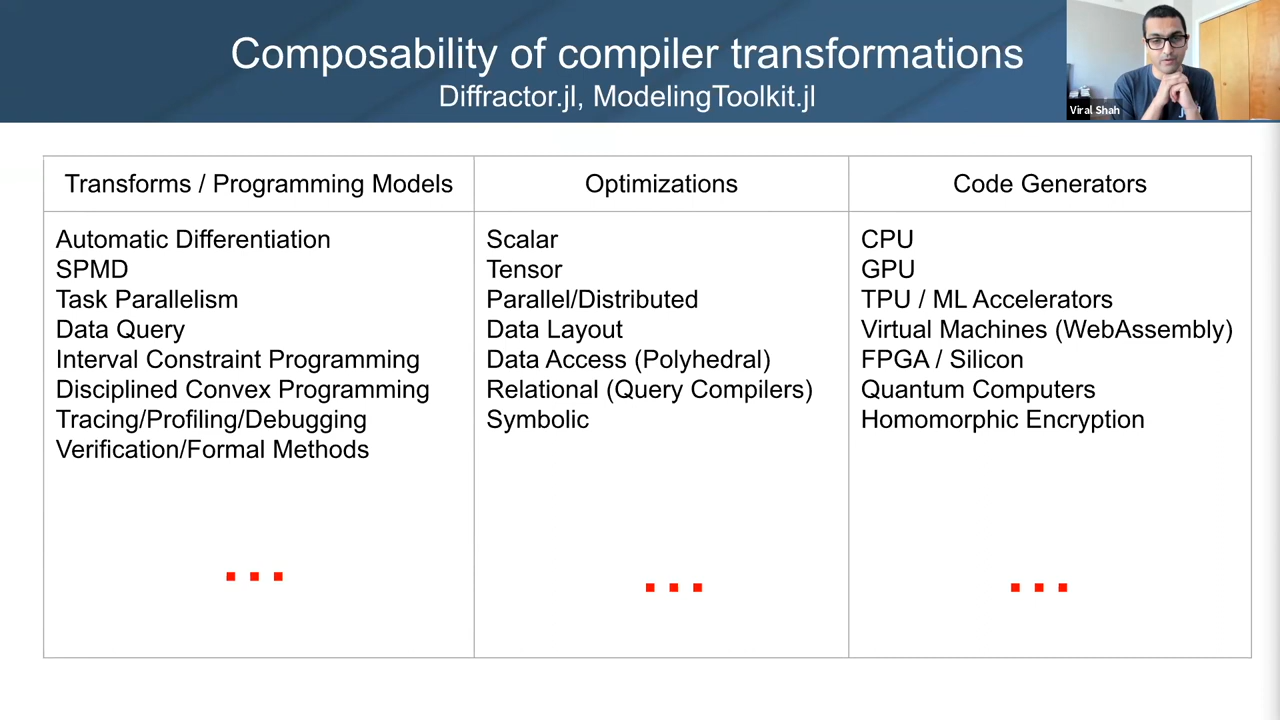 Composability of compiler transformations
Diffractor.jl, ModelingToolkit.jl
Viral Shah
Transforms / Programming Models
Automatic Differentiation
SPMD
Task Parallelism
Data Query
Interval Constraint Programming
Disciplined Convex Programming
Tracing/Profiling/Debugging
Verification/Formal Methods
...
Optimizations
Scalar
Tensor
Parallel/Distributed
Data Layout
Data Access (Polyhedral)
Relational (Query Compilers)
Symbolic
...
Code Generators
CPU
GPU
TPU / ML Accelerators
Virtual Machines (WebAssembly)
FPGA / Silicon
Quantum Computers
Homomorphic Encryption
...